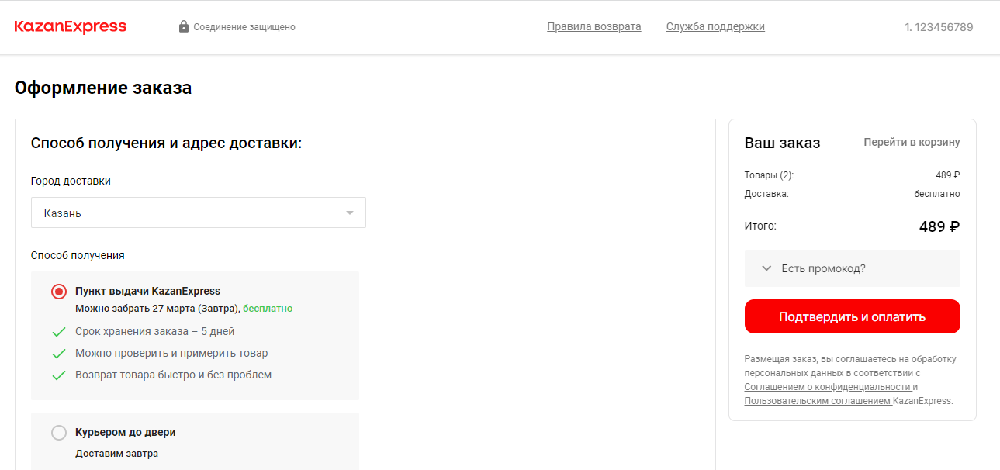 KazanExpress
Соединение защищено
Правила возврата
Служба поддержки
1. 123456789
Оформление заказа
Способ получения и адрес доставки:
Город доставки
Казань
Способ получения
Пункт выдачи KazanExpress
Можно забрать 27 марта (Завтра), бесплатно
Срок хранения заказа – 5 дней
Можно проверить и примерить товар
Возврат товара быстро и без проблем
Курьером до двери
Доставим завтра
Ваш заказ
Перейти в корзину
Товары (2): 489 ₽
Доставка: бесплатно
Итого: 489 ₽
Есть промокод?
Подтвердить и оплатить
Размещая заказ, вы соглашаетесь на обработку
персональных данных в соответствии с
Соглашением о конфиденциальности и
Пользовательским соглашением KazanExpress.